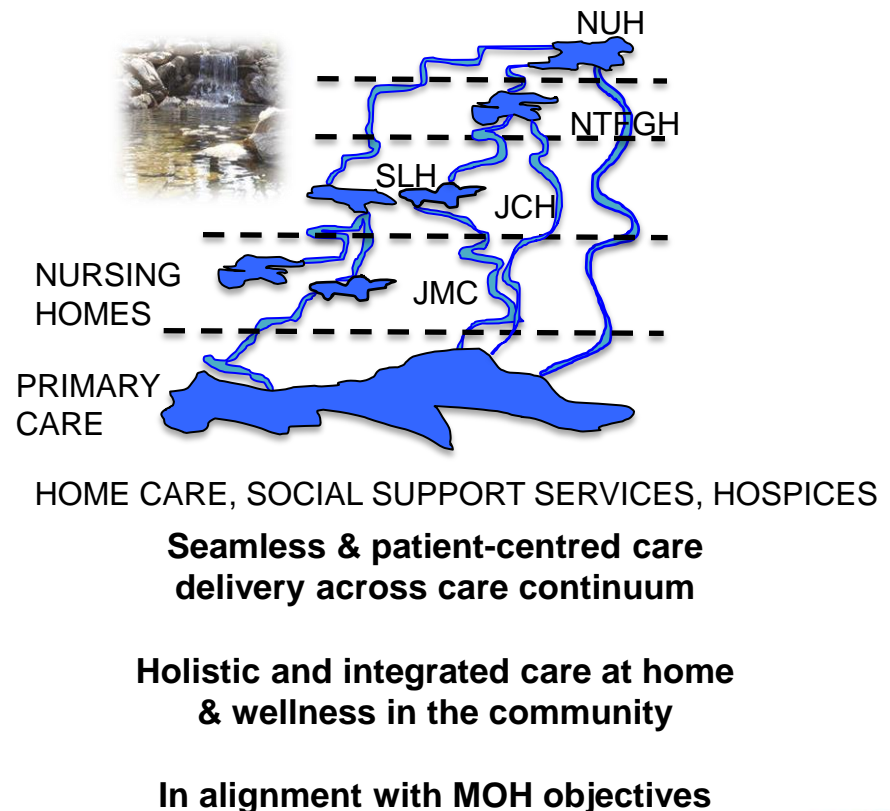 NUH
NTFGH
SLH
JCH
NURSING
HOMES
JMC
PRIMARY
CARE
HOME CARE, SOCIAL SUPPORT SERVICES, HOSPICES
Seamless & patient-centred care
delivery across care continuum
Holistic and integrated care at home
& wellness in the community
In alignment with MOH objectives